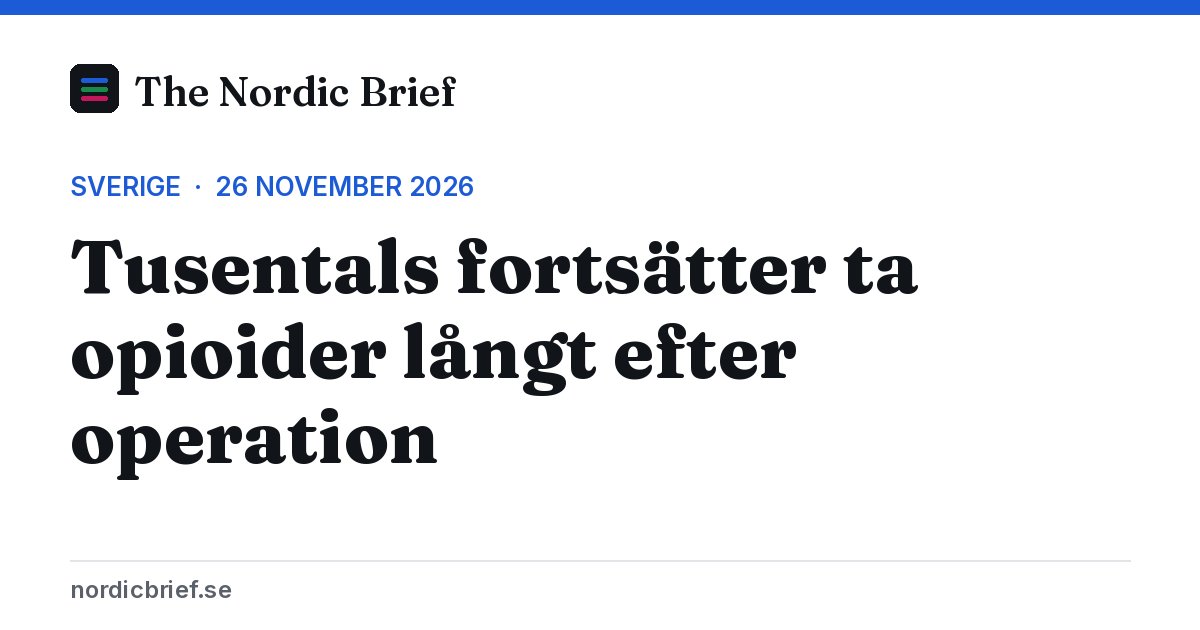 The Nordic Brief
SVERIGE · 26 NOVEMBER 2026
Tusentals fortsätter ta
opioider långt efter
operation
nordicbrief.se